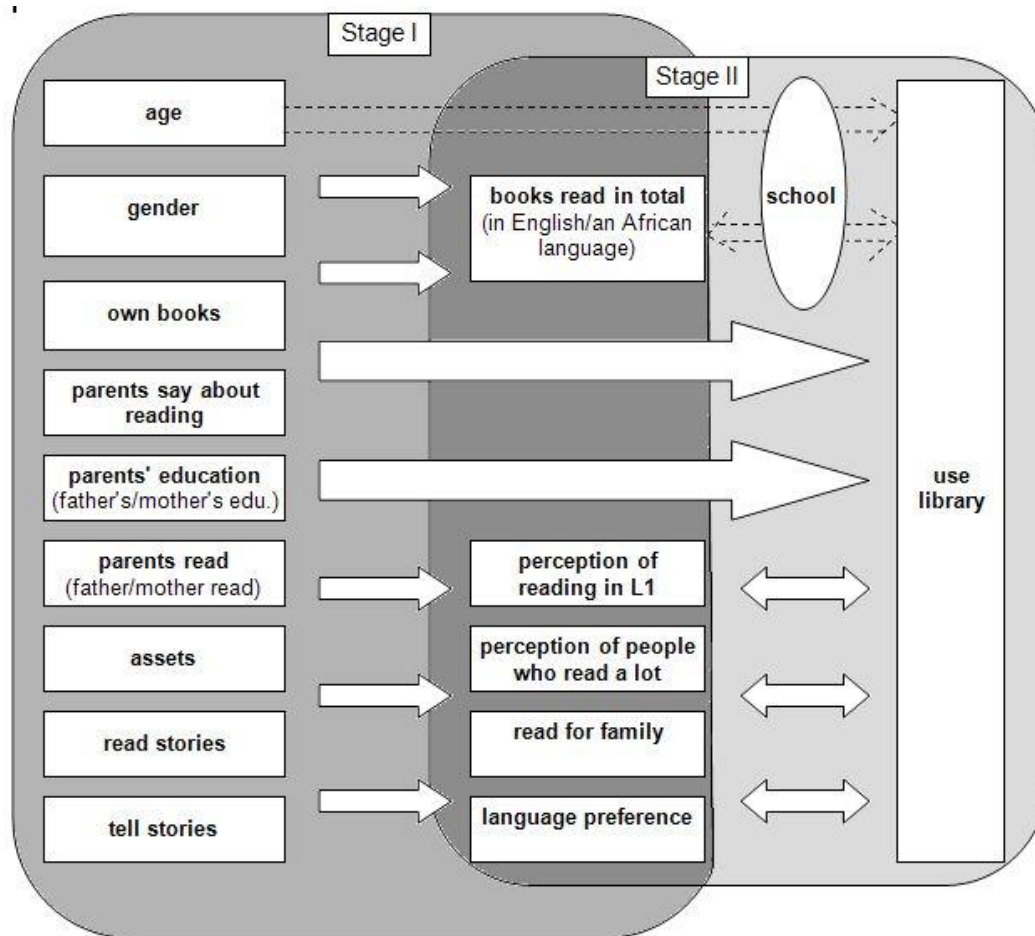 Stage I
Stage II
age
gender
own books
parents say about
reading
parents' education
(father's/mother's edu.)
parents read
(father/mother read)
assets
read stories
tell stories
books read in total
(in English/an African
language)
perception of
reading in L1
perception of people
who read a lot
read for family
language preference
school
use
library